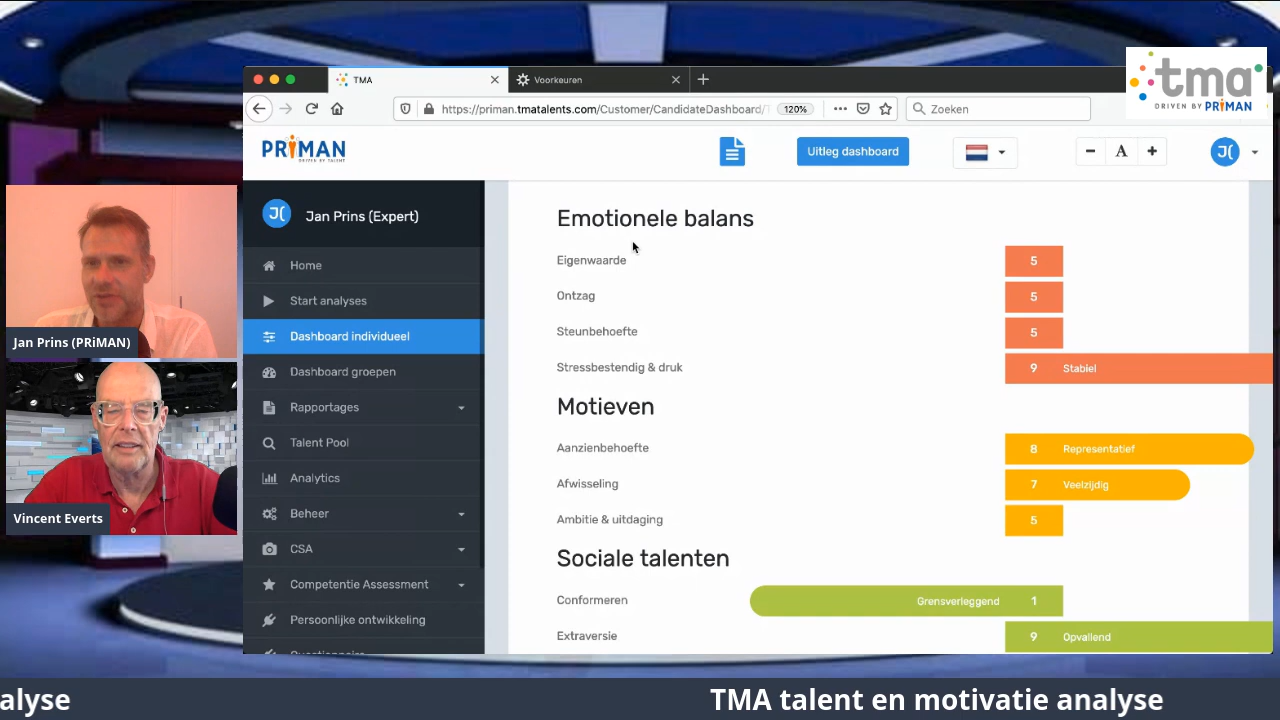 TMA
Voorkeuren
tma
DRIVEN BY PRiMAN
https://priman.tmatalents.com/Customer/CandidateDashboard/
120%
Zoeken
PRiMAN
DRIVEN BY TALENT
Uitleg dashboard
A
J(
J(
Jan Prins (Expert)
Home
Start analyses
Dashboard individueel
Dashboard groepen
Rapportages
Talent Pool
Analytics
Beheer
CSA
Competentie Assessment
Persoonlijke ontwikkeling
Emotionele balans
Eigenwaarde 5
Ontzag 5
Steunbehoefte 5
Stressbestendig & druk 9 Stabiel
Motieven
Aanzienbehoefte 8 Representatief
Afwisseling 7 Veelzijdig
Ambitie & uitdaging 5
Sociale talenten
Conformeren Grensverleggend 1
Extraversie 9 Opvallend
Jan Prins (PRiMAN)
Vincent Everts
alyse TMA talent en motivatie analyse